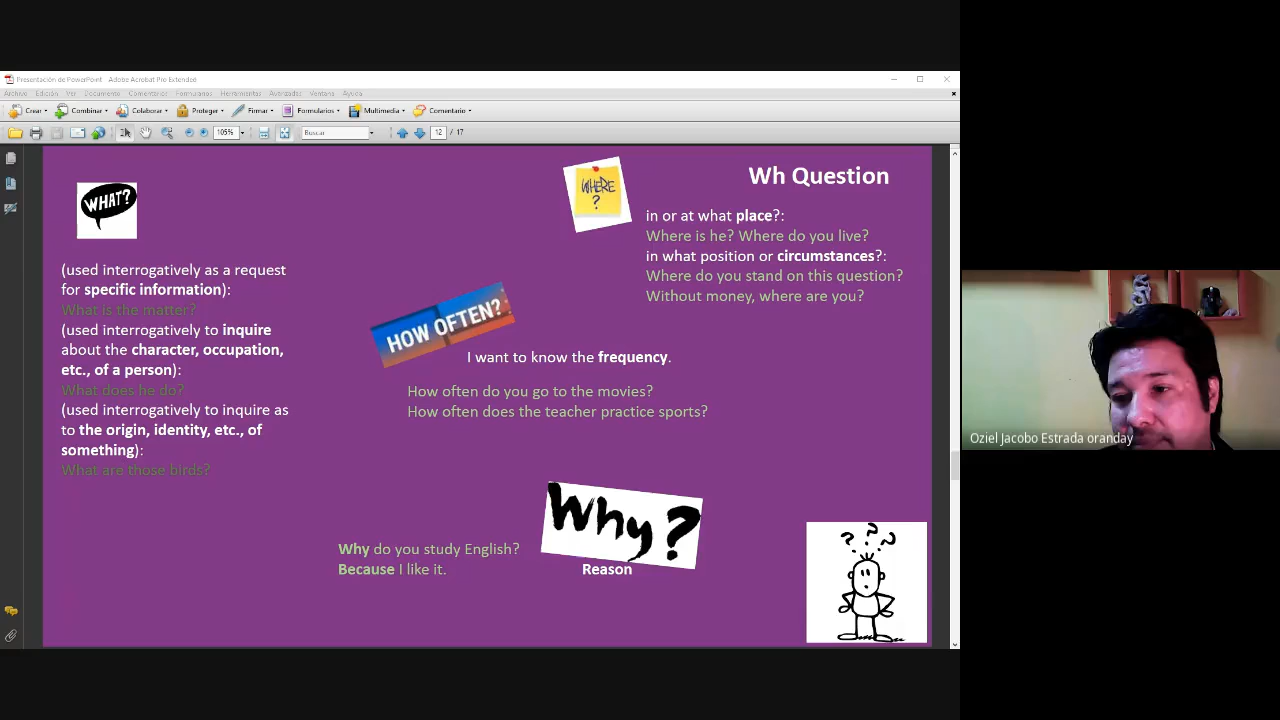 Presentación de PowerPoint - Adobe Acrobat Pro Extended
Archivo Edición Ver Documento Comentarios Formularios Herramientas Avanzadas Ventana Ayuda
Crear Combinar Colaborar Proteger Firmar Formularios Multimedia Comentario
105% Buscar 12 / 17
Wh Question
WHAT?
WHERE
?
in or at what place?:
Where is he? Where do you live?
in what position or circumstances?:
Where do you stand on this question?
Without money, where are you?
(used interrogatively as a request
for specific information):
What is the matter?
(used interrogatively to inquire
about the character, occupation,
etc., of a person):
What does he do?
(used interrogatively to inquire as
to the origin, identity, etc., of
something):
What are those birds?
HOW OFTEN?
I want to know the frequency.
How often do you go to the movies?
How often does the teacher practice sports?
Why?
Why do you study English?
Because I like it.
Reason
? ? ? ?
Oziel Jacobo Estrada oranday